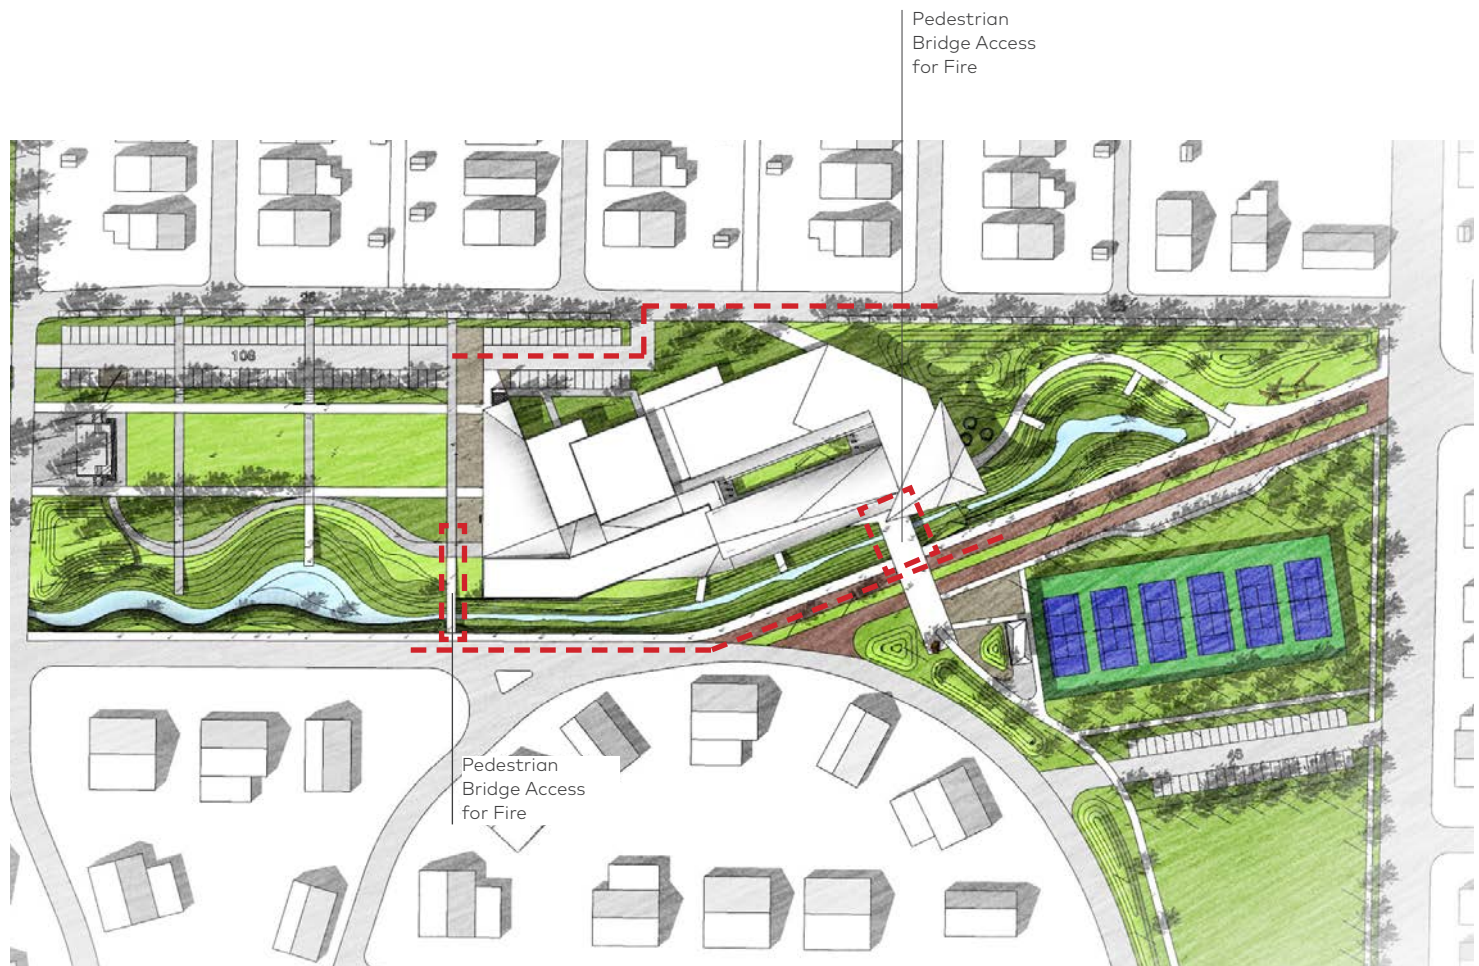 Pedestrian
Bridge Access
for Fire
108
Pedestrian
Bridge Access
for Fire